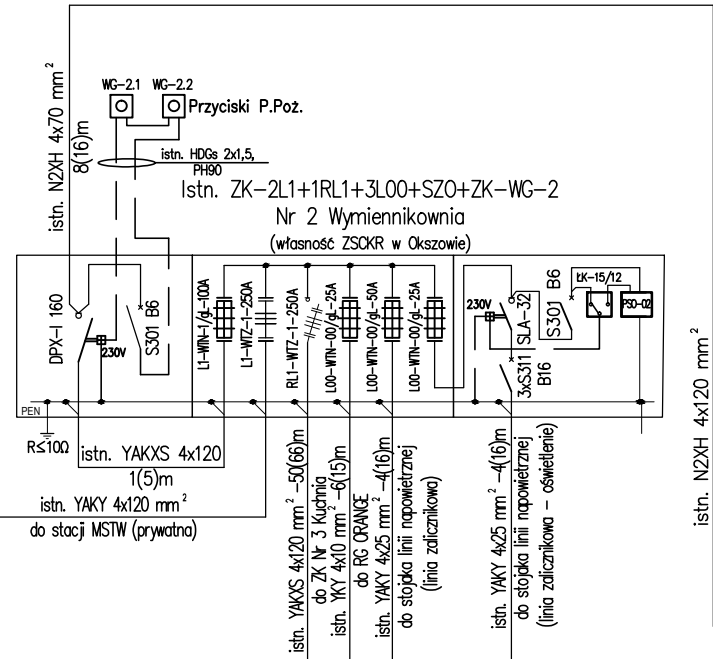 WG-2.1
WG-2.2
Przyciski P.Poż.
istn. N2XH 4x70 mm²
8(16)m
istn. HDGs 2x1,5,
PH90
Istn. ZK-2L1+1RL1+3L00+SZO+ZK-WG-2
Nr 2 Wymiennikownia
(własność ZSCKR w Okszowie)
DPX-I 160
230V
S301 B6
L1-WTN-1/gL-100A
L1-WTZ-1-250A
RL1-WTZ-1-250A
L00-WTN-00/gL-25A
L00-WTN-00/gL-50A
L00-WTN-00/gL-25A
230V
SLA-32
3xS311
B16
S301 B6
ŁK-15/12
PSO-02
PEN
R≤10Ω
istn. YAKXS 4x120
1(5)m
istn. YAKY 4x120 mm²
do stacji MSTW (prywatna)
istn. YAKXS 4x120 mm² -50(66)m
do ZK Nr 3 Kuchnia
istn. YKY 4x10 mm² -6(15)m
do RG ORANGE
istn. YAKY 4x25 mm² -4(16)m
do stojaka linii napowietrznej
(linia zalicznikowa)
istn. YAKY 4x25 mm² -4(16)m
do stojaka linii napowietrznej
(linia zalicznikowa - oświetlenie)
istn. N2XH 4x120 mm²